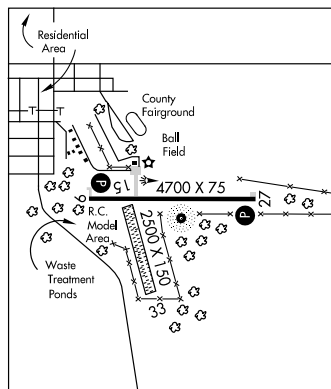 Residential
Area
T
T
County
Fairground
Ball
Field
P
15
4700 X 75
27
9
R.C.
Model
Area
2500 X 150
P
Waste
Treatment
Ponds
33